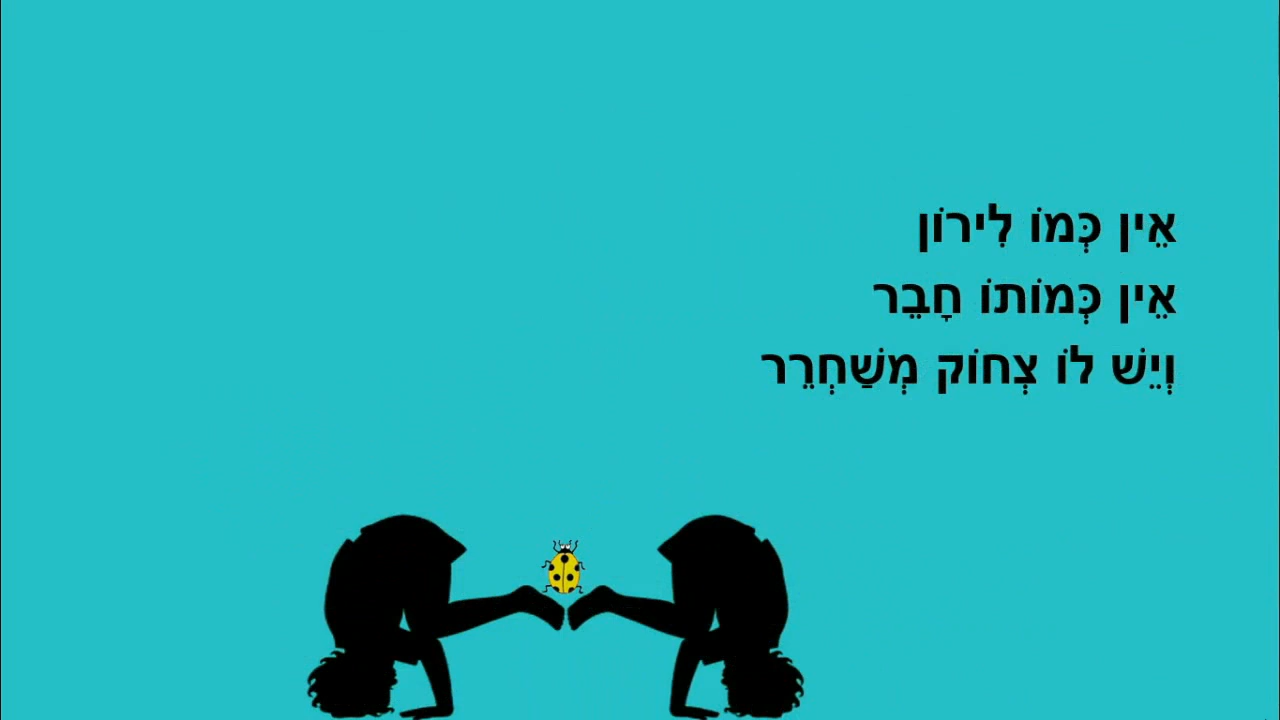 אֵין כְּמוֹ לִירוֹן
אֵין כְּמוֹתוֹ חָבֵר
וְיֵשׁ לוֹ צְחוֹק מְשַׁחְרֵר